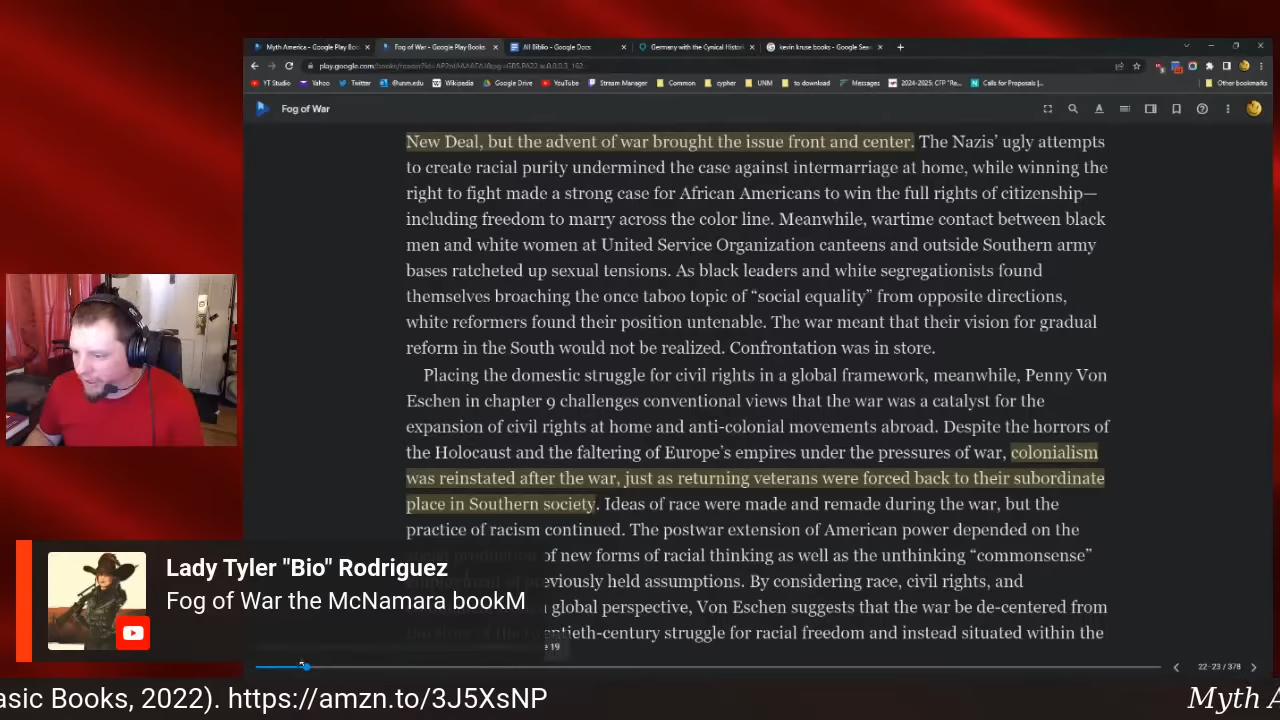 Myth America - Google Play Boo
Fog of War - Google Play Books
All Biblio - Google Docs
Germany with the Cynical Histori
kevin kruse books - Google Sea
YT Studio
Yahoo
Twitter
@unm.edu
Wikipedia
Google Drive
YouTube
Stream Manager
Common
cypher
UNM
to download
Messages
2024-2025: CFP "Re...
Calls for Proposals |...
Other bookmarks
Fog of War
New Deal, but the advent of war brought the issue front and center. The Nazis’ ugly attempts
to create racial purity undermined the case against intermarriage at home, while winning the
right to fight made a strong case for African Americans to win the full rights of citizenship—
including freedom to marry across the color line. Meanwhile, wartime contact between black
men and white women at United Service Organization canteens and outside Southern army
bases ratcheted up sexual tensions. As black leaders and white segregationists found
themselves broaching the once taboo topic of “social equality” from opposite directions,
white reformers found their position untenable. The war meant that their vision for gradual
reform in the South would not be realized. Confrontation was in store.
Placing the domestic struggle for civil rights in a global framework, meanwhile, Penny Von
Eschen in chapter 9 challenges conventional views that the war was a catalyst for the
expansion of civil rights at home and anti-colonial movements abroad. Despite the horrors of
the Holocaust and the faltering of Europe’s empires under the pressures of war, colonialism
was reinstated after the war, just as returning veterans were forced back to their subordinate
place in Southern society. Ideas of race were made and remade during the war, but the
practice of racism continued. The postwar extension of American power depended on the
of new forms of racial thinking as well as the unthinking “commonsense”
eviously held assumptions. By considering race, civil rights, and
global perspective, Von Eschen suggests that the war be de-centered from
entieth-century struggle for racial freedom and instead situated within the
e 19
22-23 / 378
Lady Tyler "Bio" Rodriguez
Fog of War the McNamara bookM
asic Books, 2022). https://amzn.to/3J5XsNP
Myth A